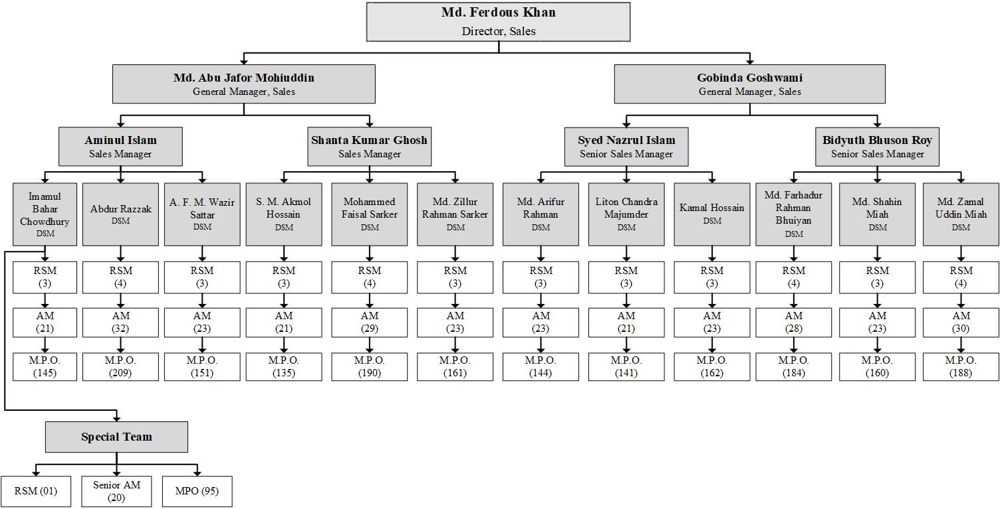 Md. Ferdous Khan
Director, Sales
Md. Abu Jafor Mohiuddin
General Manager, Sales
Gobinda Goshwami
General Manager, Sales
Aminul Islam
Sales Manager
Shanta Kumar Ghosh
Sales Manager
Syed Nazrul Islam
Senior Sales Manager
Bidyuth Bhuson Roy
Senior Sales Manager
Imamul
Bahar
Chowdhury
DSM
Abdur Razzak
DSM
A. F. M. Wazir
Sattar
DSM
S. M. Akmol
Hossain
DSM
Mohammed
Faisal Sarker
DSM
Md. Zillur
Rahman Sarker
DSM
Md. Arifur
Rahman
DSM
Liton Chandra
Majumder
DSM
Kamal Hossain
DSM
Md. Farhadur
Rahman
Bhuiyan
DSM
Md. Shahin
Miah
DSM
Md. Zamal
Uddin Miah
DSM
RSM
(3)
RSM
(4)
RSM
(3)
RSM
(3)
RSM
(4)
RSM
(3)
RSM
(3)
RSM
(3)
RSM
(3)
RSM
(4)
RSM
(3)
RSM
(4)
AM
(21)
AM
(32)
AM
(23)
AM
(21)
AM
(29)
AM
(23)
AM
(23)
AM
(21)
AM
(23)
AM
(28)
AM
(23)
AM
(30)
M.P.O.
(145)
M.P.O.
(209)
M.P.O.
(151)
M.P.O.
(135)
M.P.O.
(190)
M.P.O.
(161)
M.P.O.
(144)
M.P.O.
(141)
M.P.O.
(162)
M.P.O.
(184)
M.P.O.
(160)
M.P.O.
(188)
Special Team
RSM (01)
Senior AM
(20)
MPO (95)